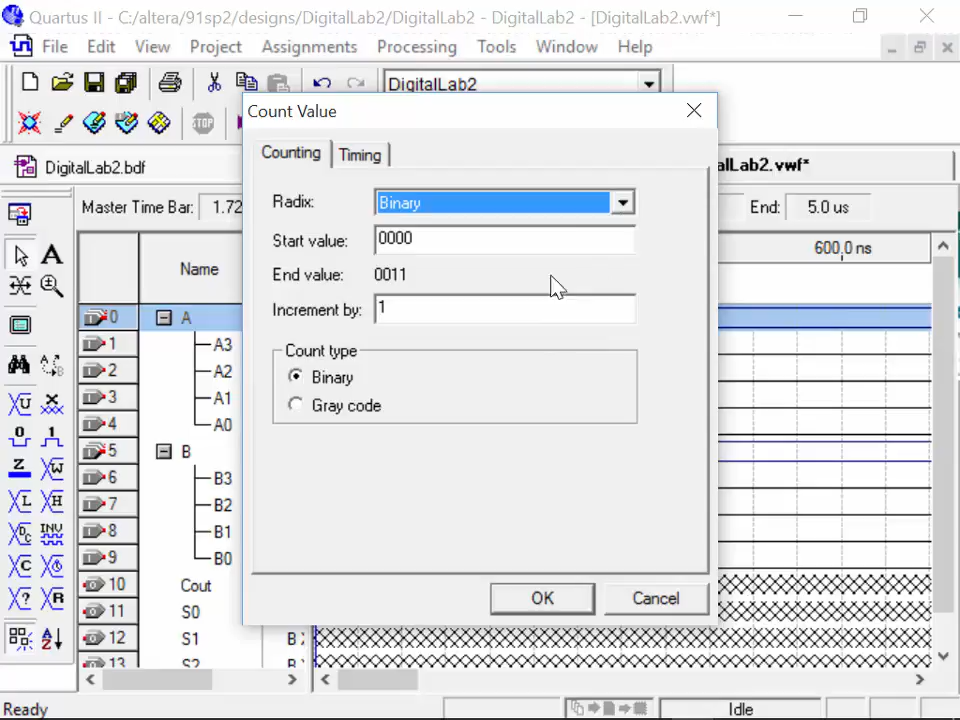 Quartus II - C:/altera/91sp2/designs/DigitalLab2/DigitalLab2 - DigitalLab2 - [DigitalLab2.vwf*]
File Edit View Project Assignments Processing Tools Window Help
DigitalLab2
STOP
Count Value
DigitalLab2.bdf
alLab2.vwf*
Counting Timing
Master Time Bar: 1.72
End: 5.0 us
Radix: Binary
Start value: 0000
600.0 ns
Name
End value: 0011
Increment by: 1
0 A
1 A3
2 A2
3 A1
4 A0
5 B
6 B3
7 B2
8 B1
9 B0
10 Cout
11 S0
12 S1 B
13 S2 B
Count type
Binary
Gray code
OK Cancel
Ready
Idle